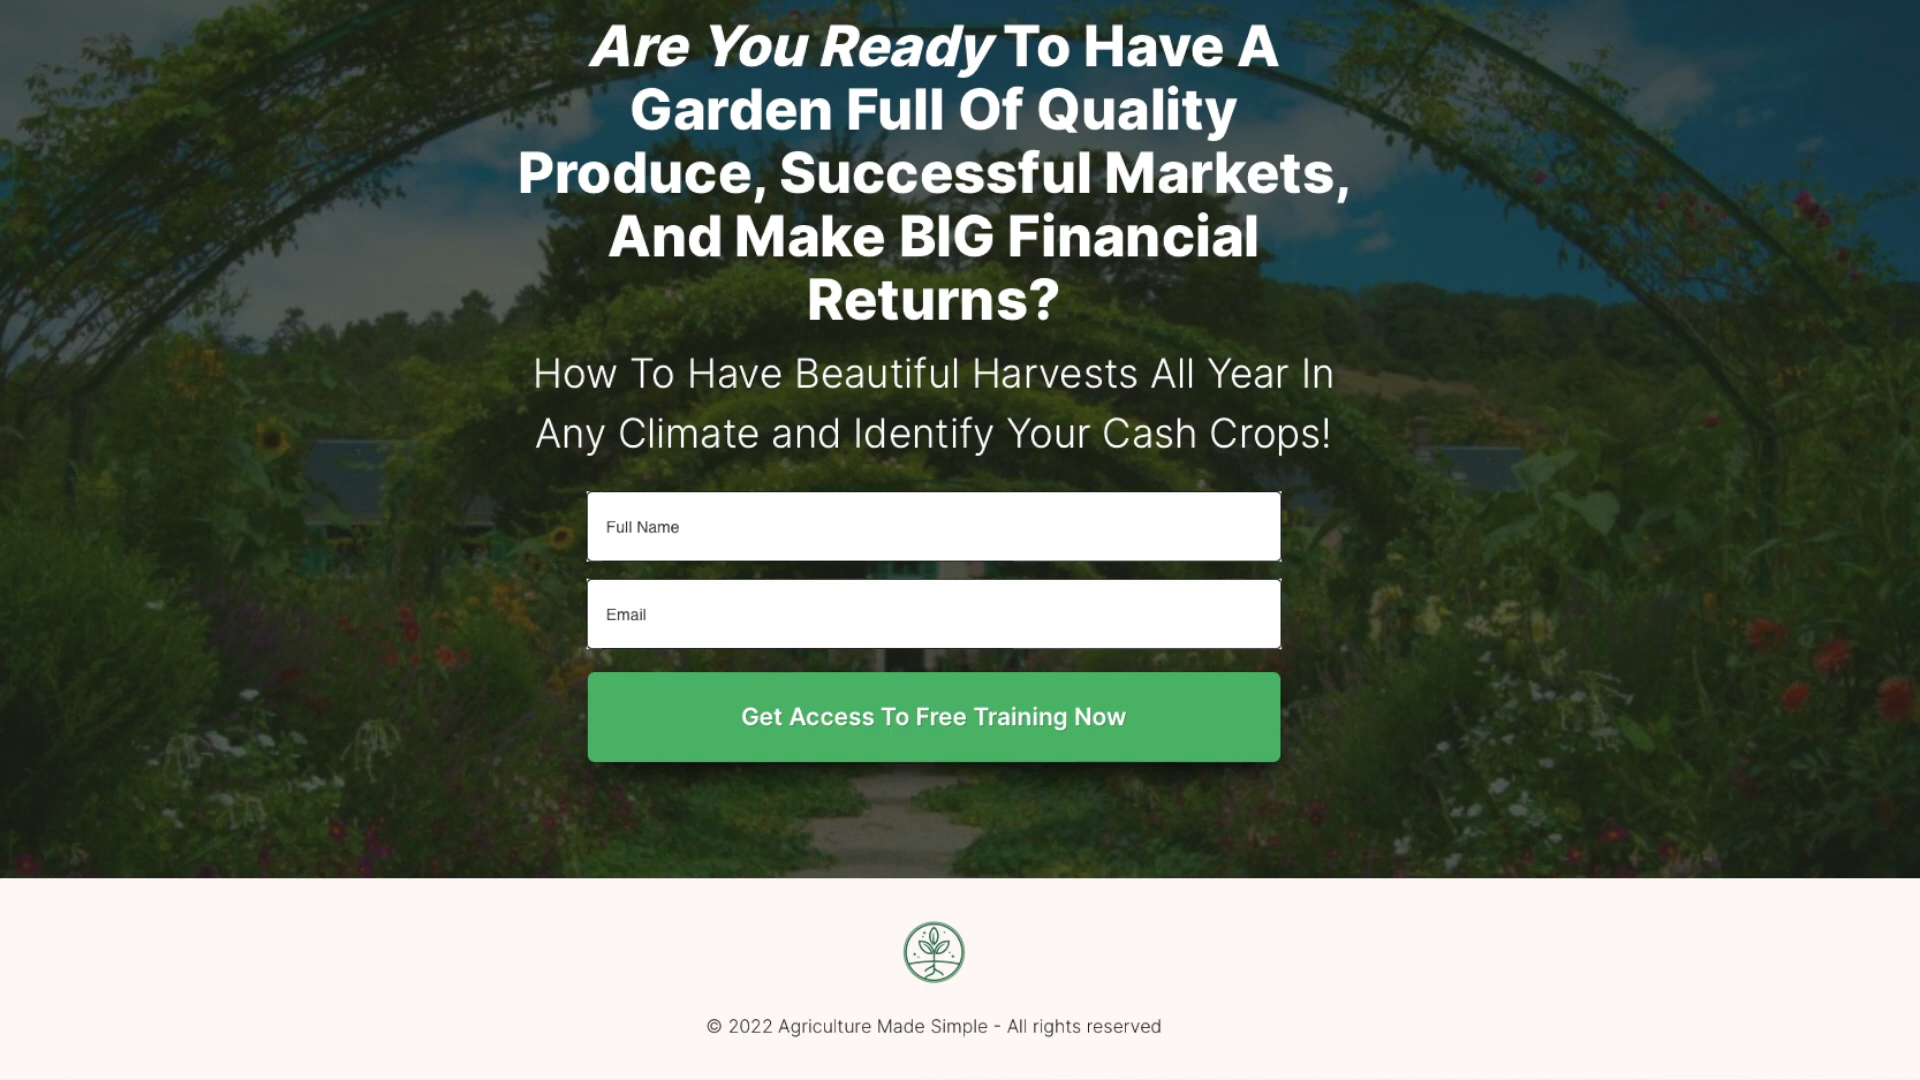 Are You Ready To Have A
Garden Full Of Quality
Produce, Successful Markets,
And Make BIG Financial
Returns?
How To Have Beautiful Harvests All Year In
Any Climate and Identify Your Cash Crops!
Full Name
Email
Get Access To Free Training Now
© 2022 Agriculture Made Simple - All rights reserved